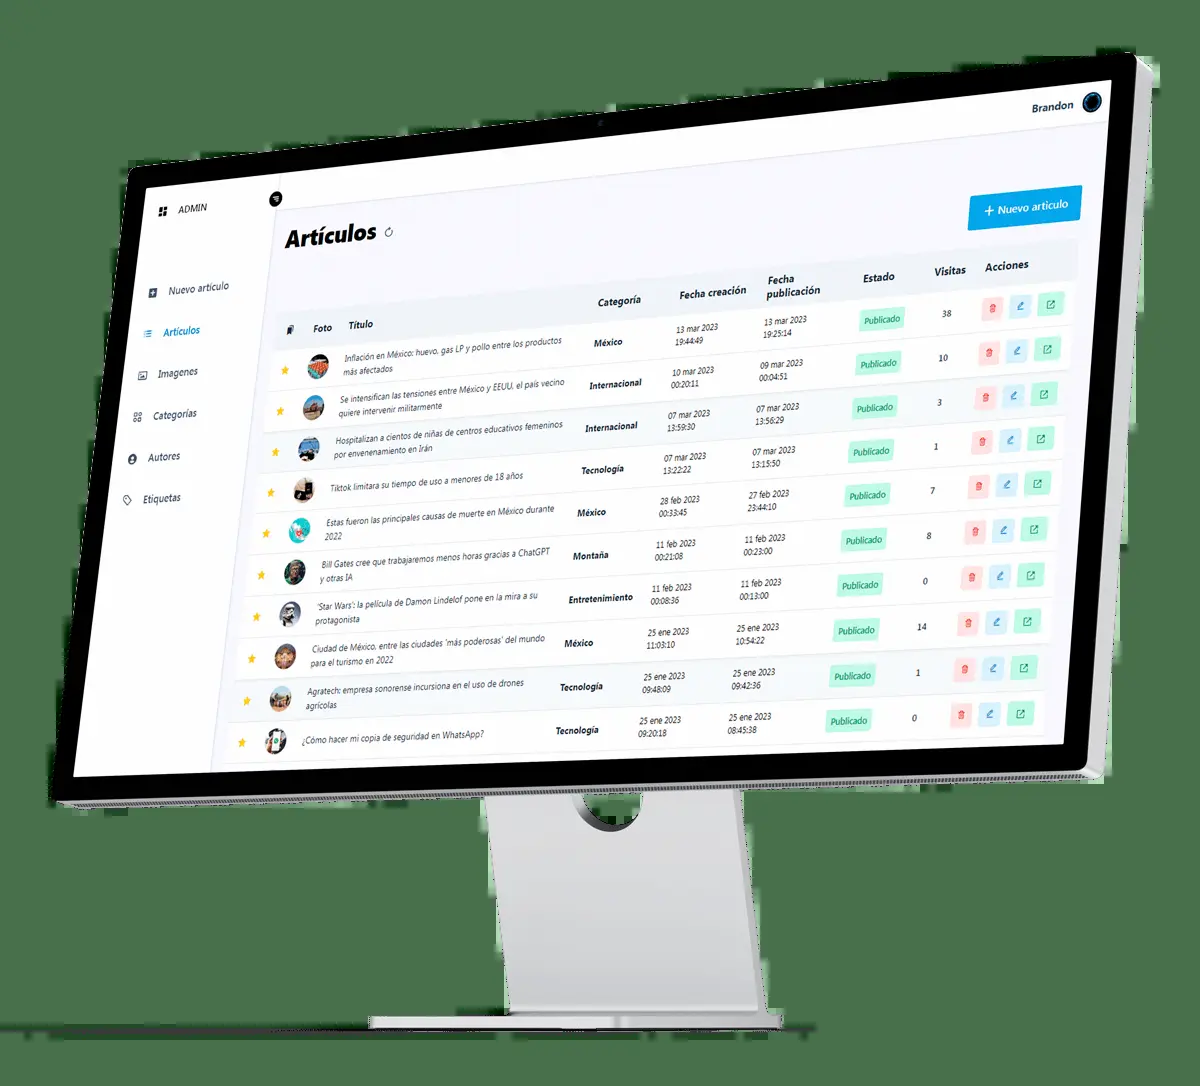 Brandon
ADMIN
Nuevo artículo
Artículos
Imagenes
Categorías
Autores
Etiquetas
Artículos
+ Nuevo articulo
Foto Título Categoría Fecha creación Fecha
publicación Estado Visitas Acciones
Inflación en México: huevo, gas LP y pollo entre los productos
más afectados
México
13 mar 2023
19:44:49
13 mar 2023
19:25:14
Publicado
38
Se intensifican las tensiones entre México y EEUU, el país vecino
quiere intervenir militarmente
Internacional
10 mar 2023
00:20:11
09 mar 2023
00:04:51
Publicado
10
Hospitalizan a cientos de niñas de centros educativos femeninos
por envenenamiento en Irán
Internacional
07 mar 2023
13:59:30
07 mar 2023
13:56:29
Publicado
3
Tiktok limitara su tiempo de uso a menores de 18 años
Tecnología
07 mar 2023
13:22:22
07 mar 2023
13:15:50
Publicado
1
Estas fueron las principales causas de muerte en México durante
2022
México
28 feb 2023
00:33:45
27 feb 2023
23:44:10
Publicado
7
Bill Gates cree que trabajaremos menos horas gracias a ChatGPT
y otras IA
Montaña
11 feb 2023
00:21:08
11 feb 2023
00:23:00
Publicado
8
'Star Wars': la película de Damon Lindelof pone en la mira a su
protagonista
Entretenimiento
11 feb 2023
00:08:36
11 feb 2023
00:13:00
Publicado
0
Ciudad de México, entre las ciudades 'más poderosas' del mundo
para el turismo en 2022
México
25 ene 2023
11:03:10
25 ene 2023
10:54:22
Publicado
14
Agratech: empresa sonorense incursiona en el uso de drones
agrícolas
Tecnología
25 ene 2023
09:48:09
25 ene 2023
09:42:36
Publicado
1
¿Cómo hacer mi copia de seguridad en WhatsApp?
Tecnología
25 ene 2023
09:20:18
25 ene 2023
08:45:38
Publicado
0